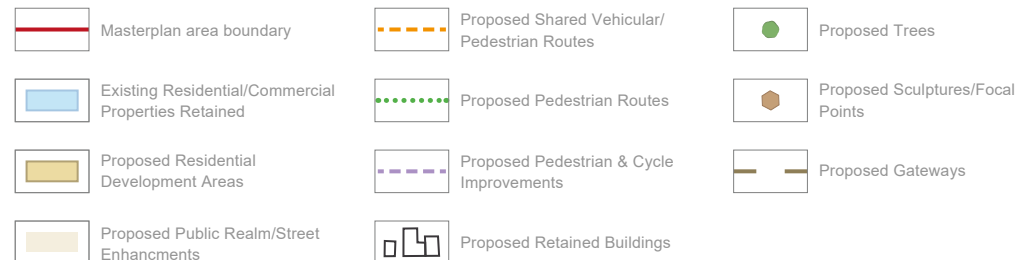 Masterplan area boundary
Existing Residential/Commercial
Properties Retained
Proposed Residential
Development Areas
Proposed Public Realm/Street
Enhancments
Proposed Shared Vehicular/
Pedestrian Routes
Proposed Pedestrian Routes
Proposed Pedestrian & Cycle
Improvements
Proposed Retained Buildings
Proposed Trees
Proposed Sculptures/Focal
Points
Proposed Gateways